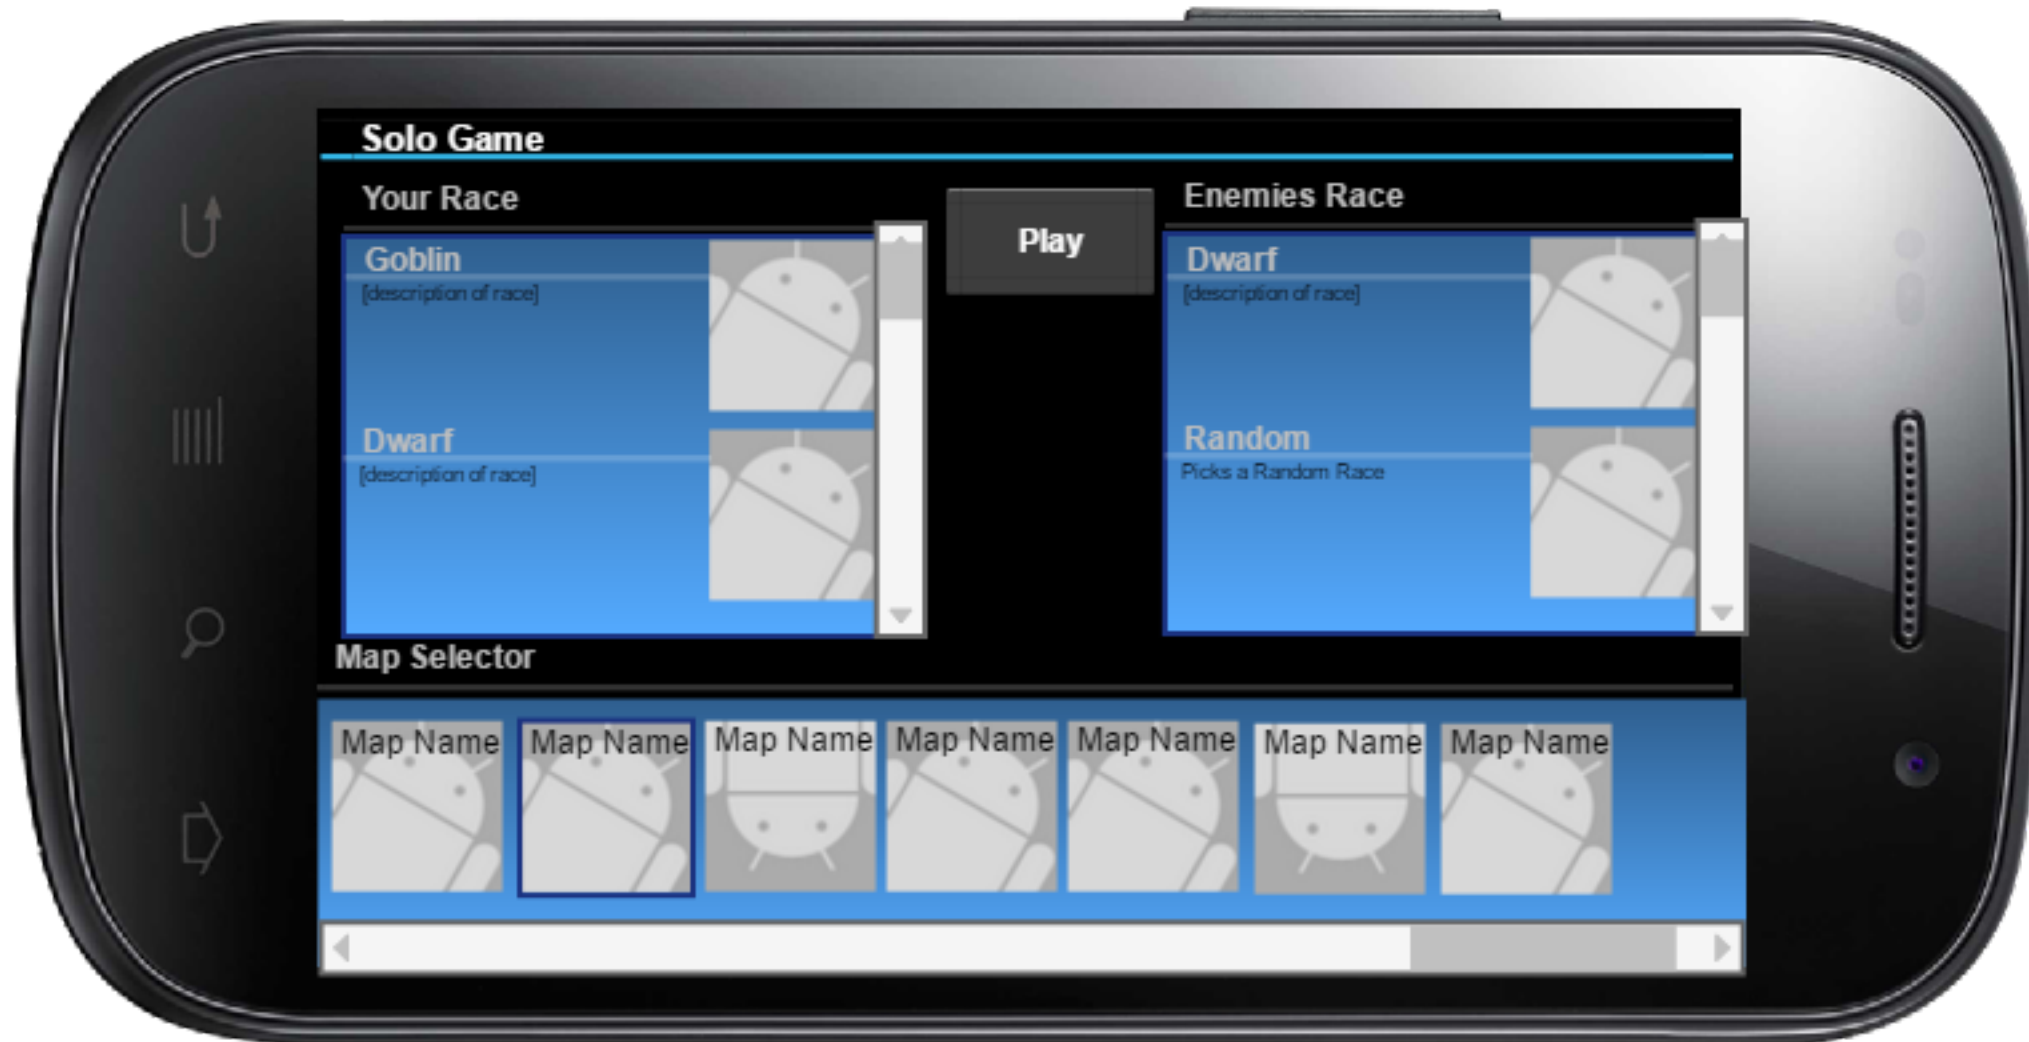 Solo Game
Your Race
Goblin
[description of race]
Dwarf
[description of race]
Play
Enemies Race
Dwarf
[description of race]
Random
Picks a Random Race
Map Selector
Map Name Map Name Map Name Map Name Map Name Map Name Map Name